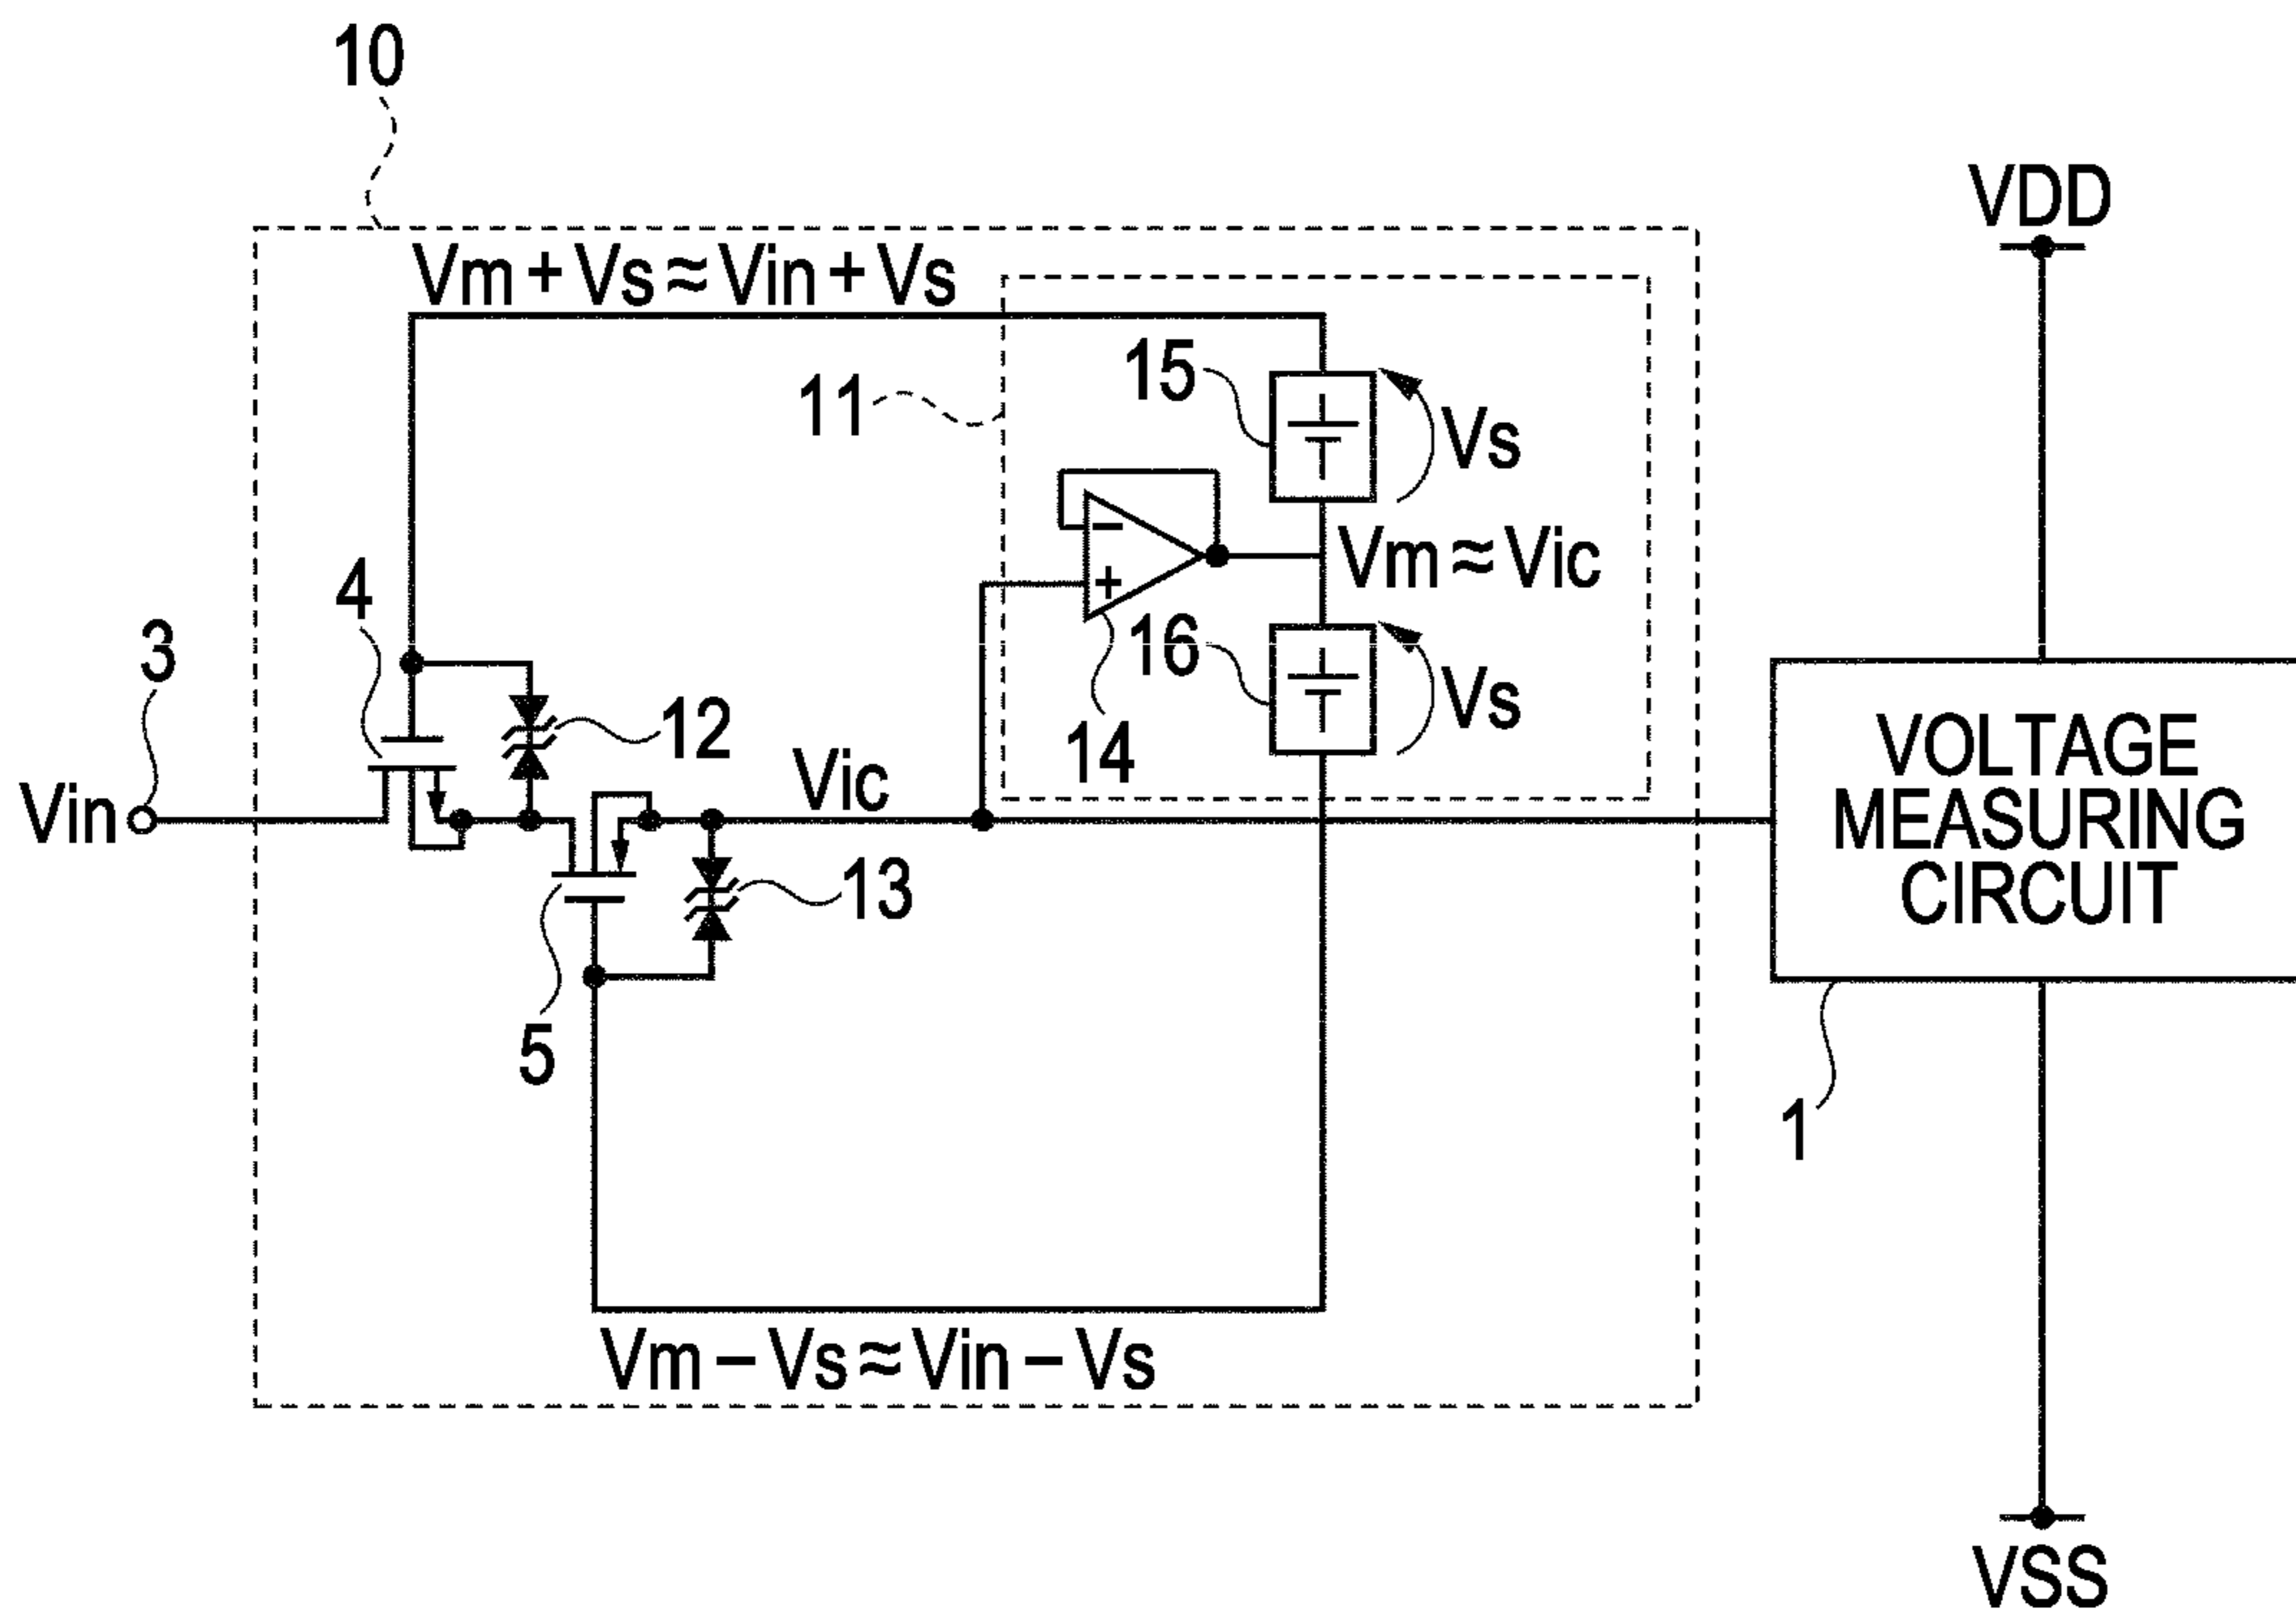 10
VDD
Vm + Vs ≈ Vin + Vs
15
11
Vs
−
Vm ≈ Vic
+
4
16
3
12
Vs
14
Vic
Vin
VOLTAGE
MEASURING
CIRCUIT
13
5
1
Vm − Vs ≈ Vin − Vs
VSS